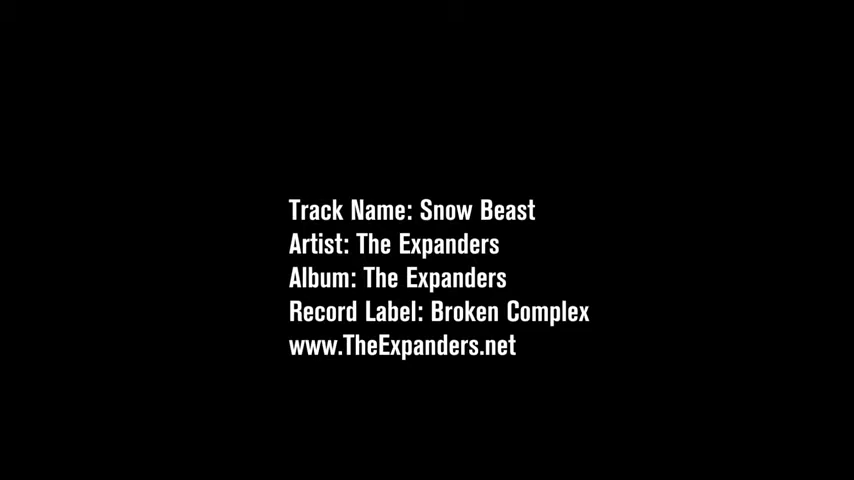 Track Name: Snow Beast
Artist: The Expanders
Album: The Expanders
Record Label: Broken Complex
www.TheExpanders.net